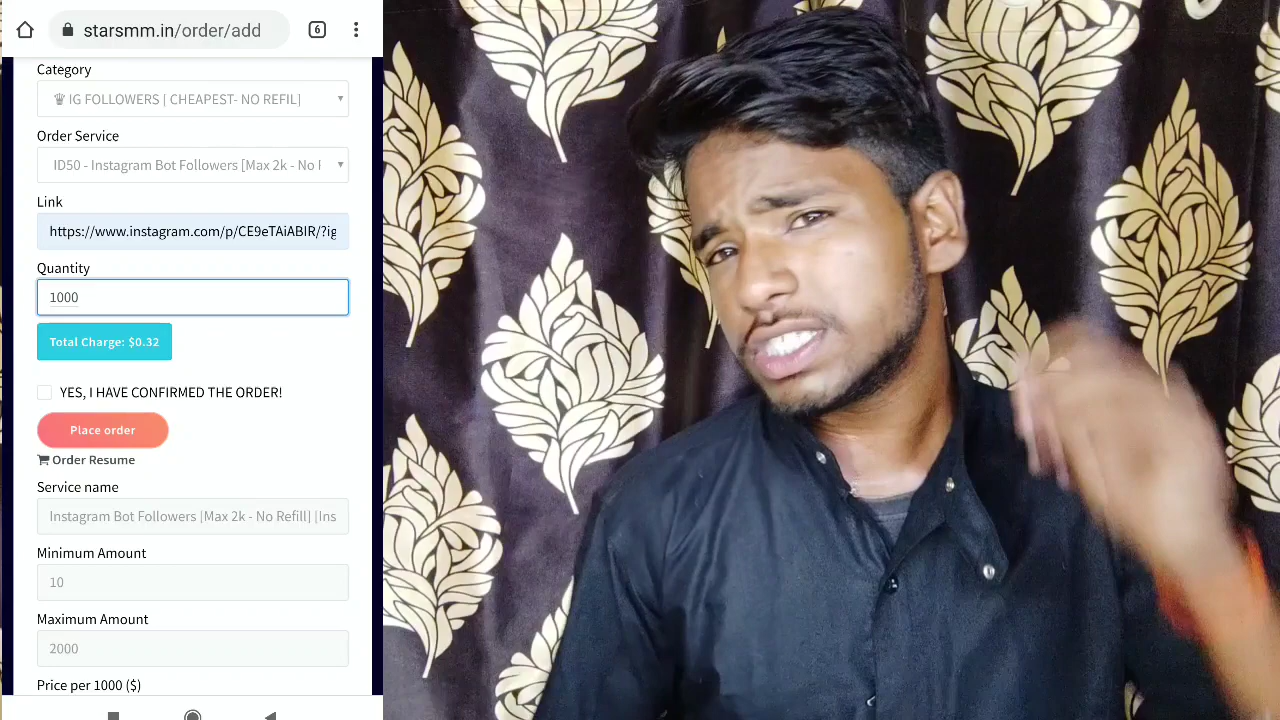 starsmm.in/order/add
6
Category
♛ IG FOLLOWERS [ CHEAPEST- NO REFIL]
Order Service
ID50 - Instagram Bot Followers [Max 2k - No
Link
https://www.instagram.com/p/CE9eTAiABIR/?ig
Quantity
1000
Total Charge: $0.32
YES, I HAVE CONFIRMED THE ORDER!
Place order
Order Resume
Service name
Instagram Bot Followers [Max 2k - No Refill] |Ins
Minimum Amount
10
Maximum Amount
2000
Price per 1000 ($)